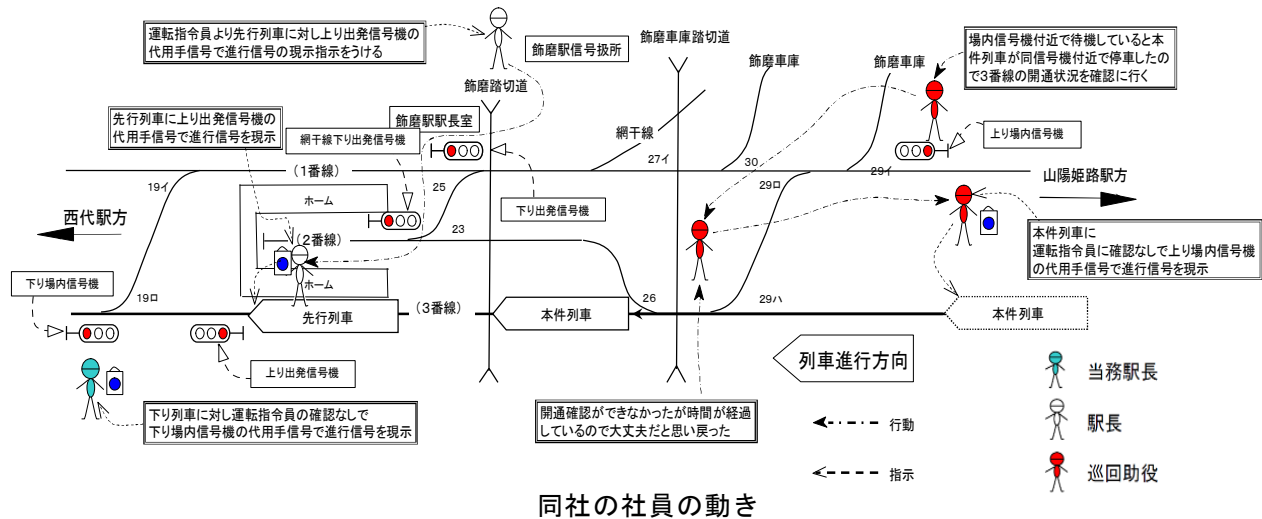 運転指令員より先行列車に対し上り出発信号機の
代用手信号で進行信号の現示指示をうける
飾磨駅信号扱所
飾磨車庫踏切道
飾磨車庫
飾磨車庫
場内信号機付近で待機していると本
件列車が同信号機付近で停車したの
で3番線の開通状況を確認に行く
飾磨踏切道
先行列車に上り出発信号機の
代用手信号で進行信号を現示
飾磨駅駅長室
網干線下り出発信号機
網干線
上り場内信号機
27イ
30
29イ
(1番線)
山陽姫路駅方
19イ
25
29ロ
ホーム
下り出発信号機
西代駅方
23
(2番線)
本件列車に
運転指令員に確認なしで上り場内信号機
の代用手信号で進行信号を現示
下り場内信号機
ホーム
19ロ
26
29ハ
(3番線)
先行列車
本件列車
本件列車
列車進行方向
上り出発信号機
当務駅長
下り列車に対し運転指令員の確認なしで
下り場内信号機の代用手信号で進行信号を現示
開通確認ができなかったが時間が経過
しているので大丈夫だと思い戻った
行動
駅長
指示
巡回助役
同社の社員の動き